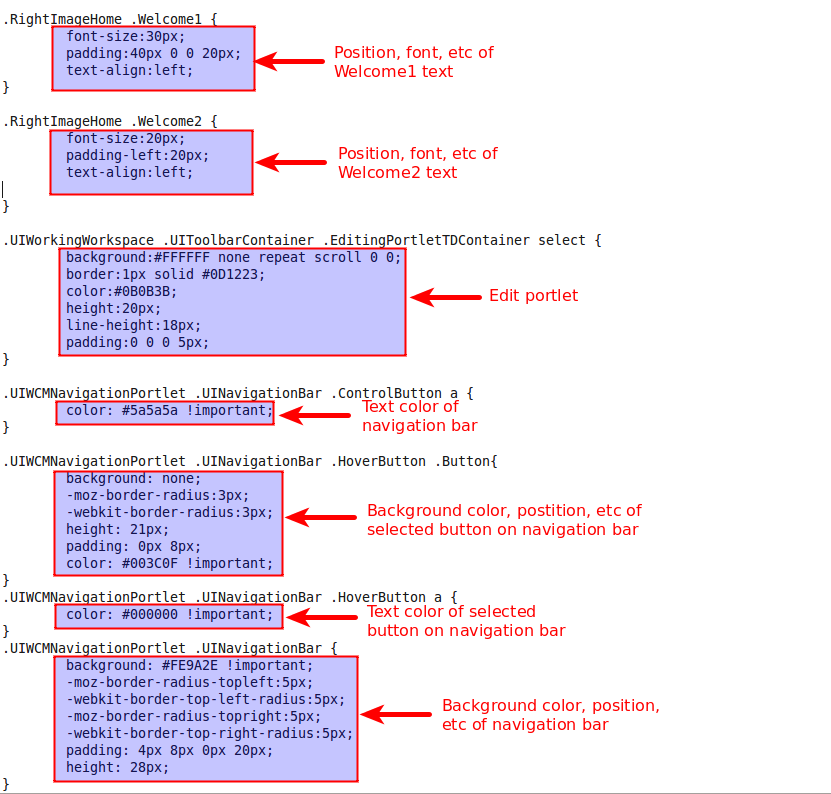 .RightImageHome .Welcome1 {
font-size:30px;
padding:40px 0 0 20px;
text-align:left;
}
Position, font, etc of
Welcome1 text
.RightImageHome .Welcome2 {
font-size:20px;
padding-left:20px;
text-align:left;
}
Position, font, etc of
Welcome2 text
.UIWorkingWorkspace .UIToolbarContainer .EditingPortletTDContainer select {
background:#FFFFFF none repeat scroll 0 0;
border:1px solid #0D1223;
color:#0B0B3B;
height:20px;
line-height:18px;
padding:0 0 0 5px;
}
Edit portlet
.UIWCMNavigationPortlet .UINavigationBar .ControlButton a {
color: #5a5a5a !important;
}
Text color of
navigation bar
.UIWCMNavigationPortlet .UINavigationBar .HoverButton .Button{
background: none;
-moz-border-radius:3px;
-webkit-border-radius:3px;
height: 21px;
padding: 0px 8px;
color: #003C0F !important;
}
Background color, postition, etc of
selected button on navigation bar
.UIWCMNavigationPortlet .UINavigationBar .HoverButton a {
color: #000000 !important;
}
Text color of selected
button on navigation bar
.UIWCMNavigationPortlet .UINavigationBar {
background: #FE9A2E !important;
-moz-border-radius-topleft:5px;
-webkit-border-top-left-radius:5px;
-moz-border-radius-topright:5px;
-webkit-border-top-right-radius:5px;
padding: 4px 8px 0px 20px;
height: 28px;
}
Background color, position,
etc of navigation bar